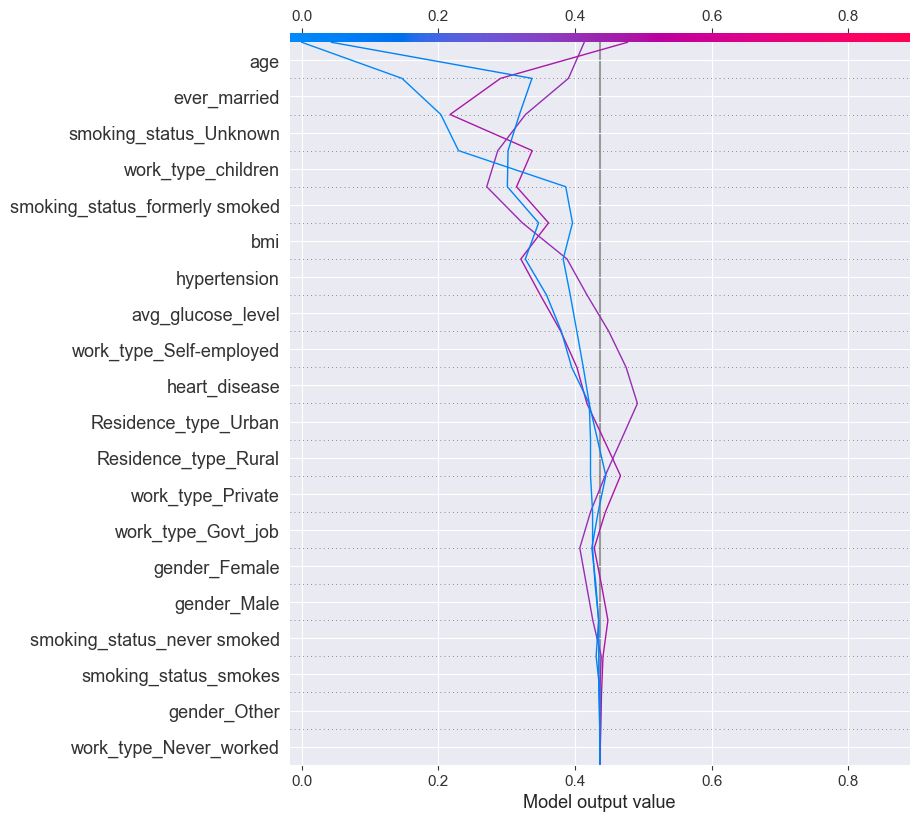 0.0 0.2 0.4 0.6 0.8
age
ever_married
smoking_status_Unknown
work_type_children
smoking_status_formerly smoked
bmi
hypertension
avg_glucose_level
work_type_Self-employed
heart_disease
Residence_type_Urban
Residence_type_Rural
work_type_Private
work_type_Govt_job
gender_Female
gender_Male
smoking_status_never smoked
smoking_status_smokes
gender_Other
work_type_Never_worked
0.0 0.2 0.4 0.6 0.8
Model output value